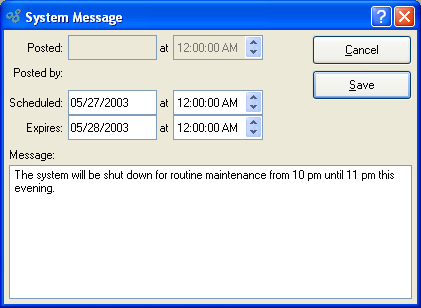 System Message
Posted: at 12:00:00 AM
Cancel
Posted by:
Save
Scheduled: 05/27/2003 at 12:00:00 AM
Expires: 05/28/2003 at 12:00:00 AM
Message:
The system will be shut down for routine maintenance from 10 pm until 11 pm this
evening.